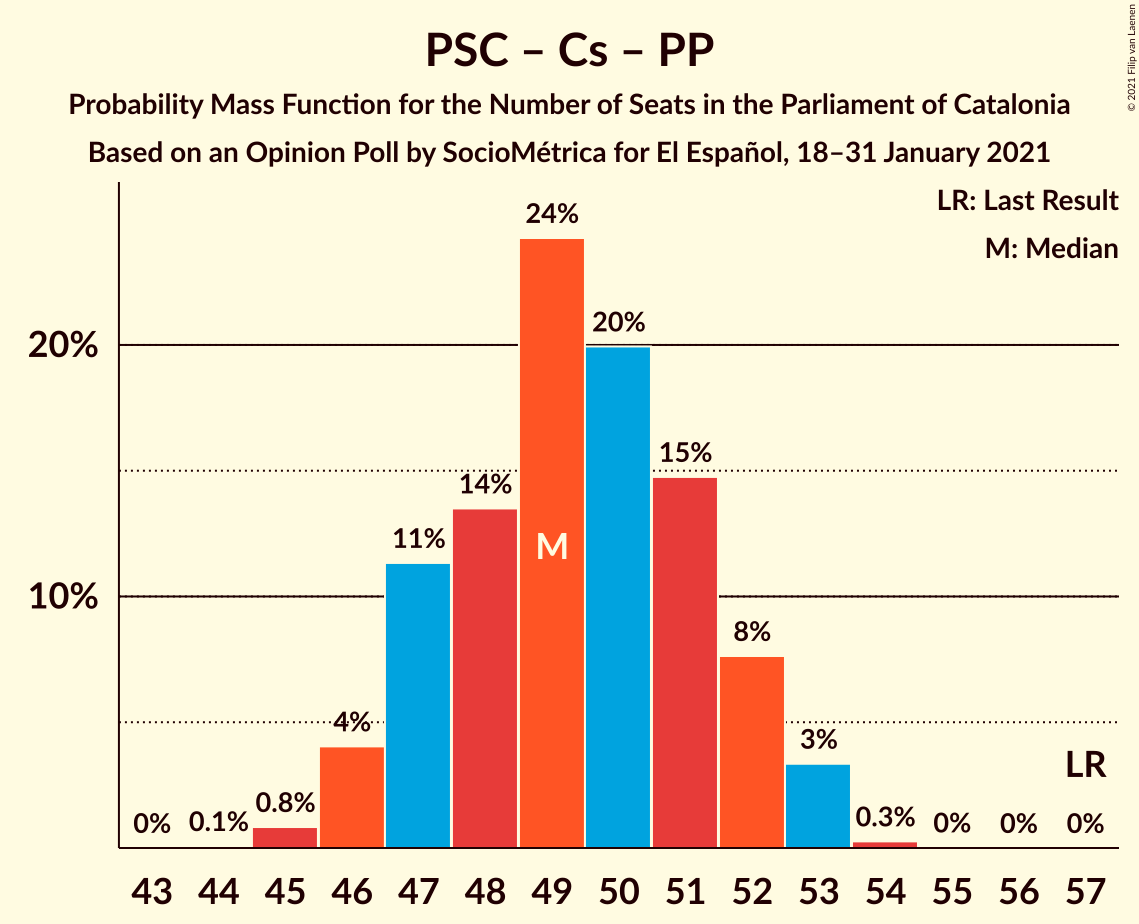 PSC – Cs – PP
Probability Mass Function for the Number of Seats in the Parliament of Catalonia
Based on an Opinion Poll by SocioMétrica for El Español, 18–31 January 2021
© 2021 Filip van Laenen
LR: Last Result
M: Median
24%
20%
20%
15%
14%
11%
M
10%
8%
4%
3%
LR
0% 0.1% 0.8% 0.3% 0% 0% 0%
43 44 45 46 47 48 49 50 51 52 53 54 55 56 57